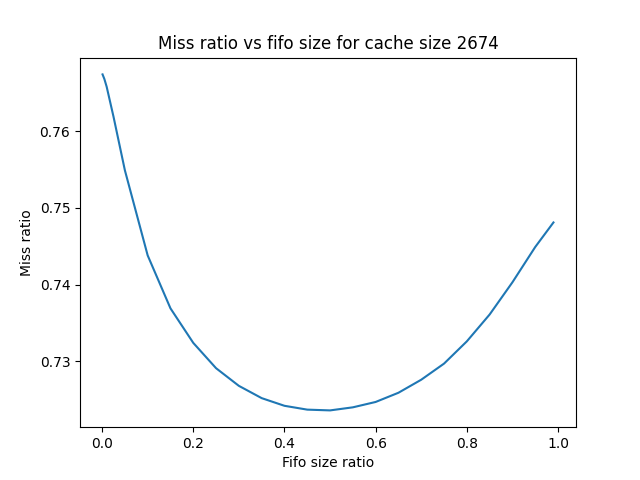 Miss ratio vs fifo size for cache size 2674
0.76
0.75
0.74
0.73
Miss ratio
0.0 0.2 0.4 0.6 0.8 1.0
Fifo size ratio